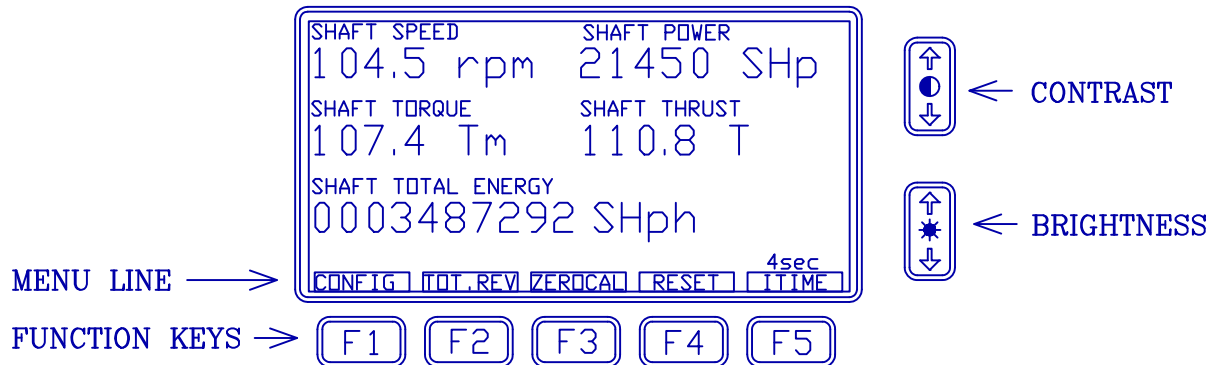 SHAFT SPEED
104.5 rpm
SHAFT POWER
21450 SHp
SHAFT TORQUE
107.4 Tm
SHAFT THRUST
110.8 T
SHAFT TOTAL ENERGY
0003487292 SHph
4sec
MENU LINE
CONFIG TOT.REV ZEROCAL RESET ITIME
FUNCTION KEYS
F1 F2 F3 F4 F5
CONTRAST
BRIGHTNESS